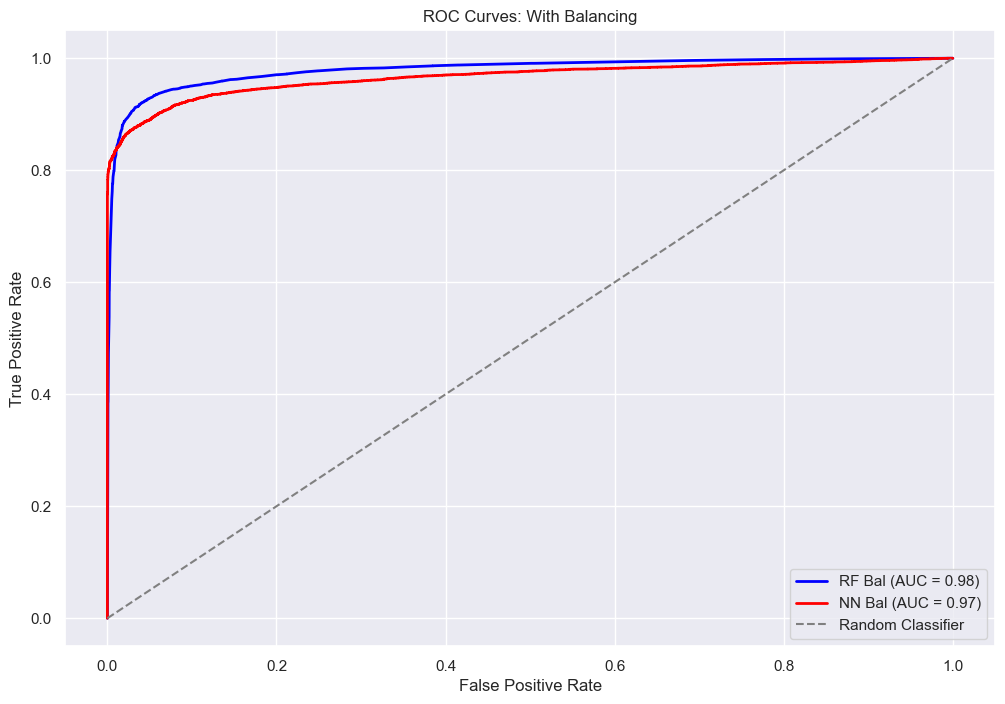 ROC Curves: With Balancing
True Positive Rate
1.0
0.8
0.6
0.4
0.2
0.0
0.0 0.2 0.4 0.6 0.8 1.0
False Positive Rate
RF Bal (AUC = 0.98)
NN Bal (AUC = 0.97)
Random Classifier